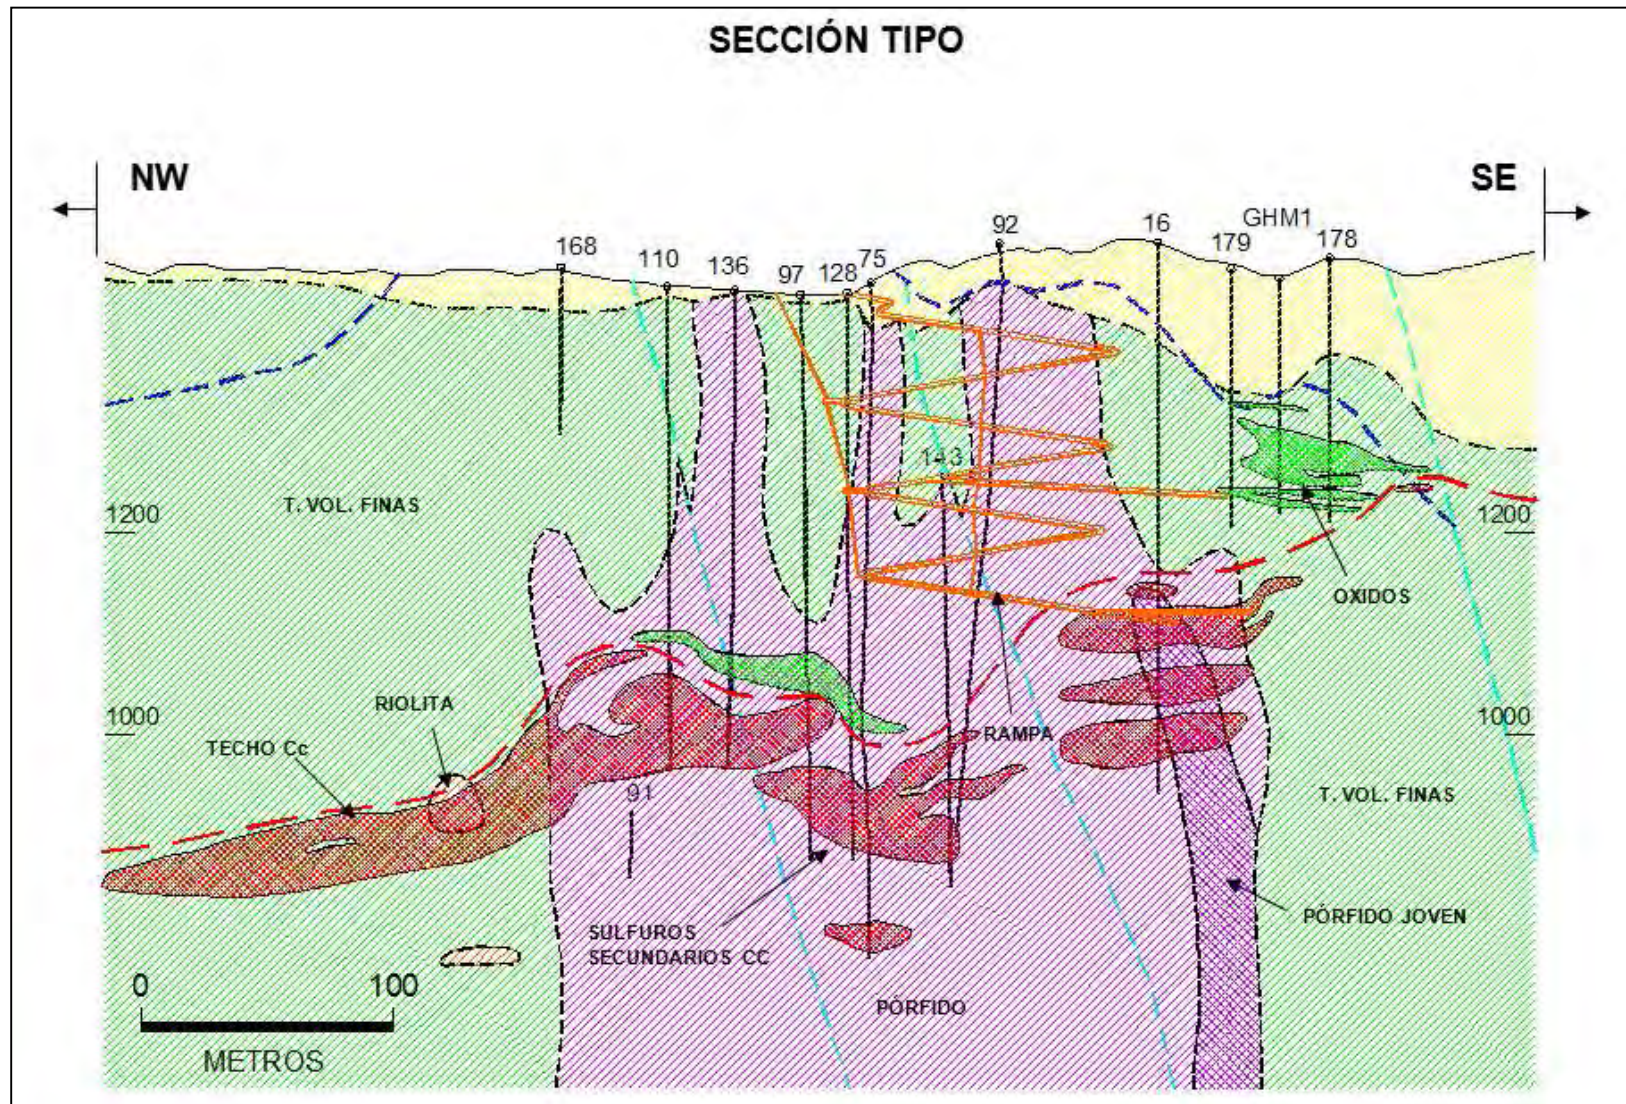 SECCIÓN TIPO
NW
SE
GHM1
92
16
168
110
136
97
128
75
179
178
143
T. VOL. FINAS
1200
1200
OXIDOS
RIOLITA
1000
1000
TECHO Cc
RAMPA
91
T. VOL. FINAS
PÓRFIDO JOVEN
SULFUROS
SECUNDARIOS CC
PÓRFIDO
0
100
METROS